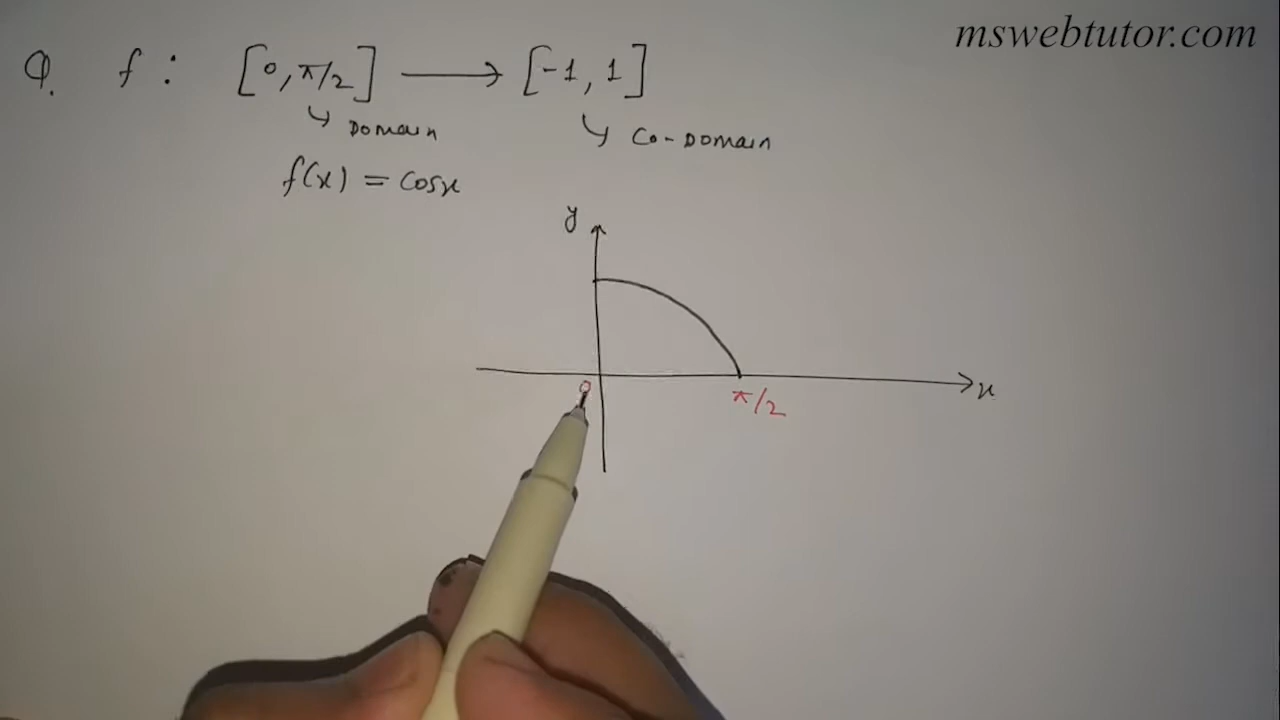 mswebtutor.com
Q. f : [0, π/2] ⟶ [-1, 1]
↳ Domain ↳ Co-Domain
f(x) = cosx
y
0 π/2 x